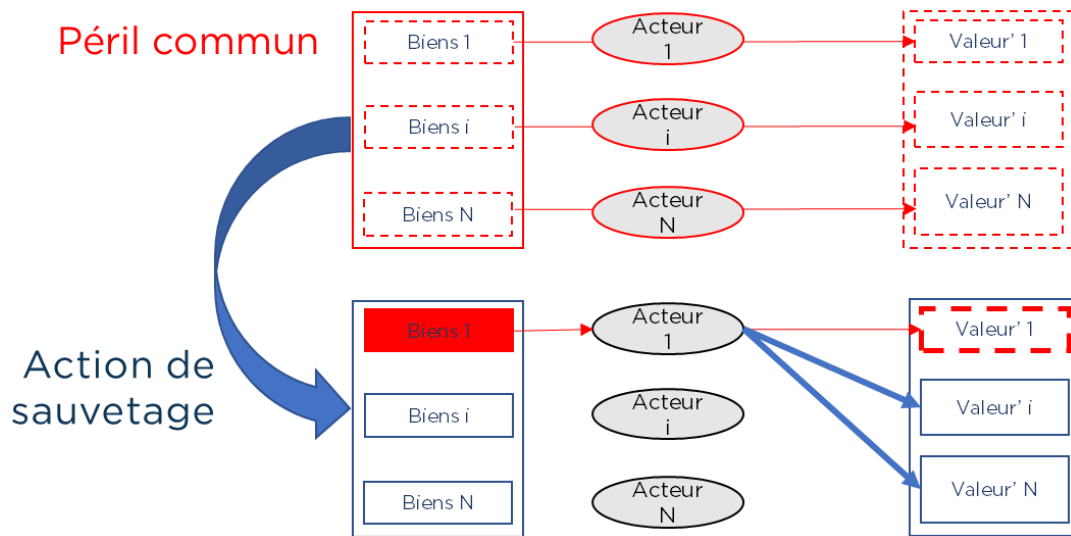 Péril commun
Biens 1
Acteur
1
Valeur' 1
Biens i
Acteur
i
Valeur' i
Biens N
Acteur
N
Valeur' N
Action de
sauvetage
Biens 1
Acteur
1
Valeur' 1
Biens i
Acteur
i
Valeur' i
Biens N
Acteur
N
Valeur' N